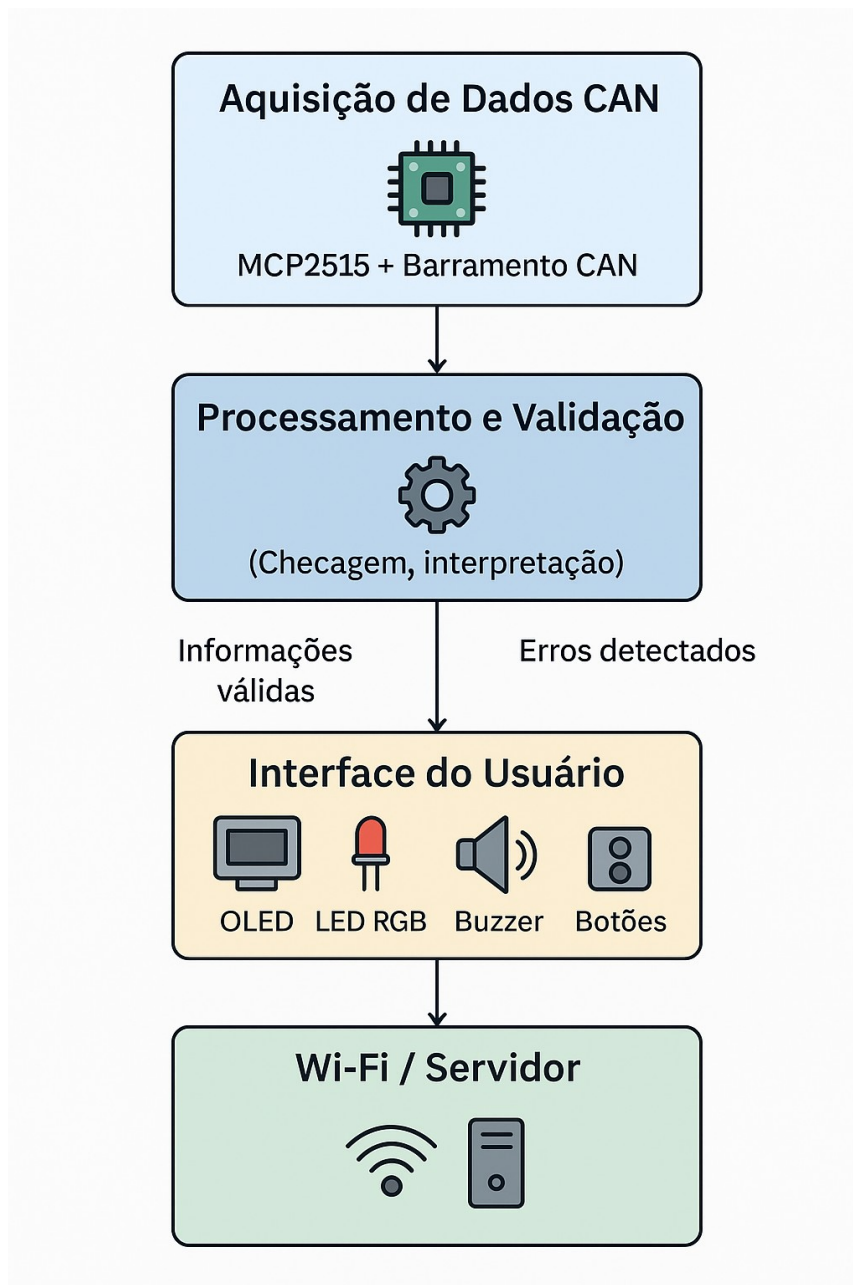 Aquisição de Dados CAN
MCP2515 + Barramento CAN
Processamento e Validação
(Checagem, interpretação)
Informações
válidas
Erros detectados
Interface do Usuário
OLED LED RGB Buzzer Botões
Wi-Fi / Servidor